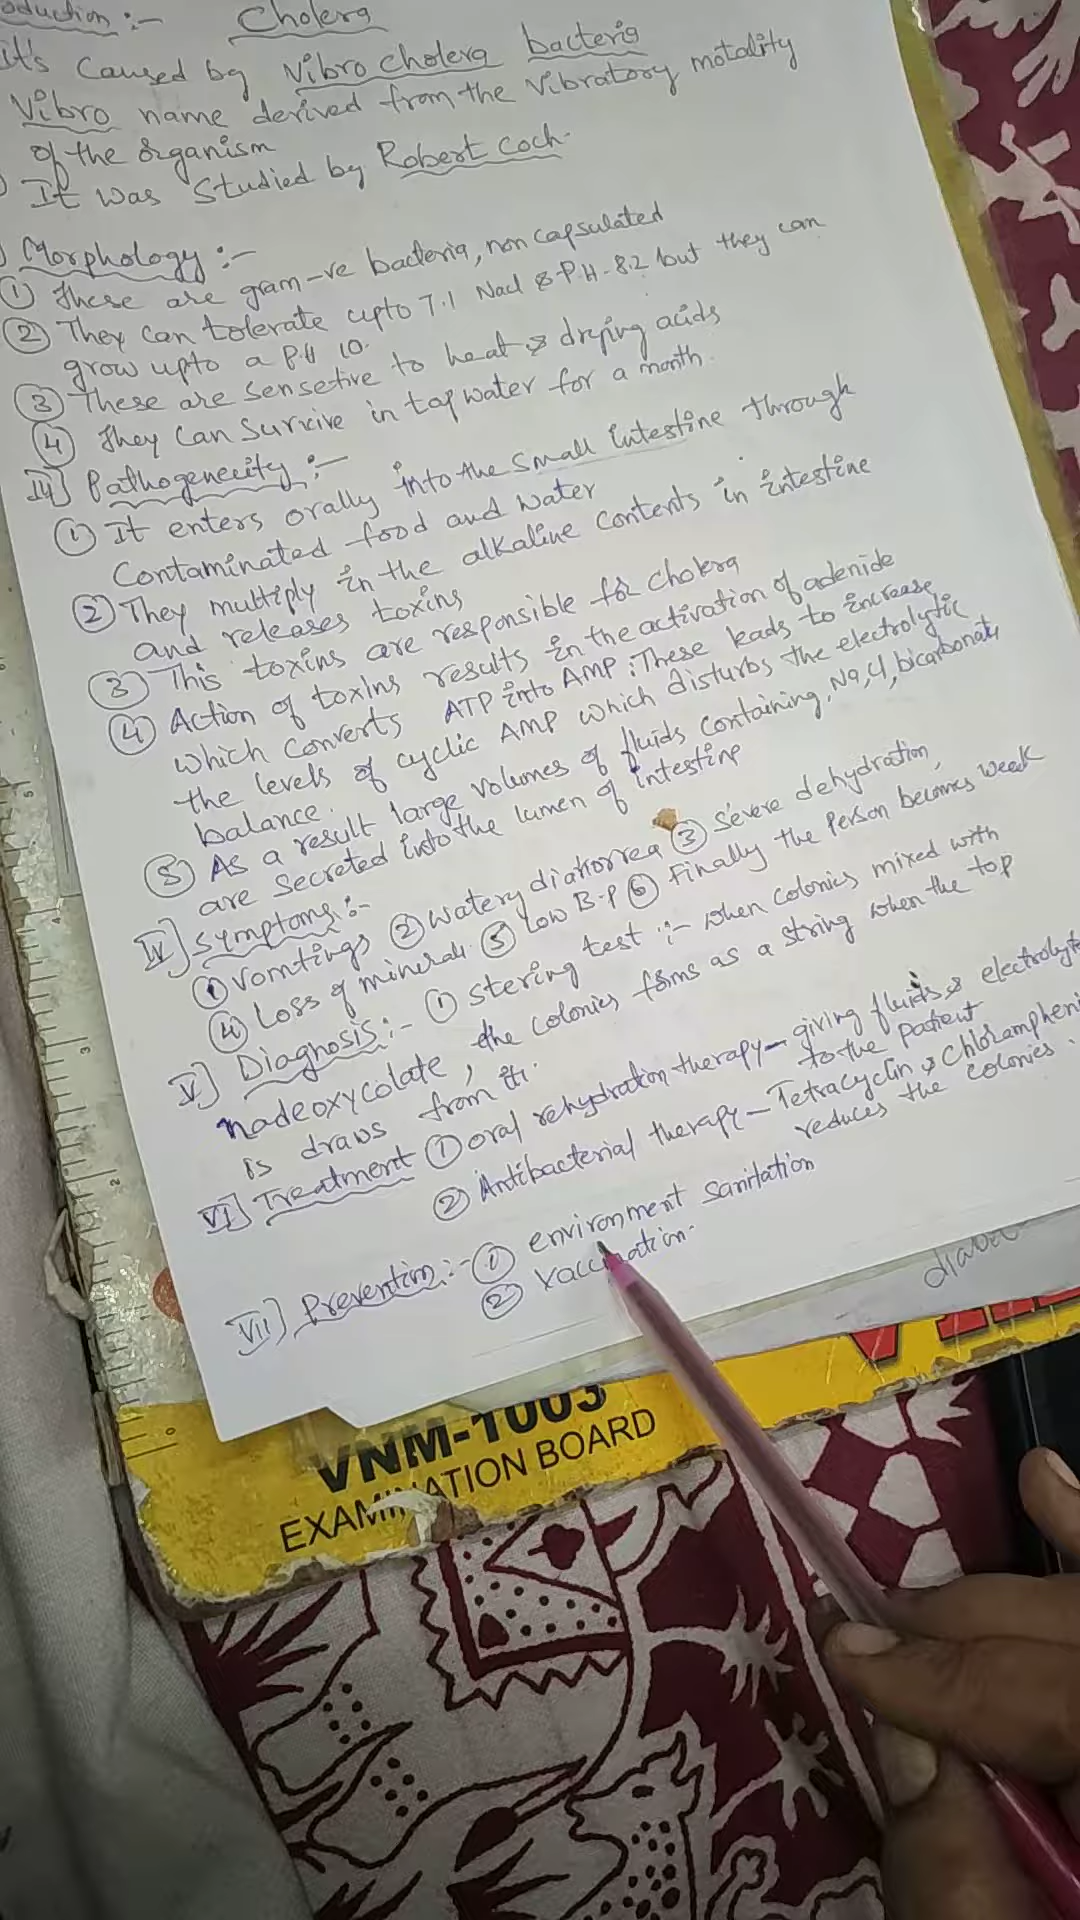 oduction :- Cholera
it's caused by Vibro cholera bacteria
Vibro name derived from the Vibratory motality
of the organism
It was studied by Robert Coch.
Morphology :-
① These are gram -ve bacteria, non capsulated
② They can tolerate upto 7.1 Nacl & P.H-8.2 but they can
grow upto a P.H 10.
③ These are sensetive to heat & drying acids
④ They can survive in tap water for a month.
III] Pathogenecity :-
① It enters orally into the small intestine through
contaminated food and water
② They multiply in the alkaline contents in intestine
and releases toxins
③ This toxins are responsible for cholera
④ Action of toxins results in the activation of adenide
which converts ATP into AMP : These leads to increase
the levels of cyclic AMP which disturbs the electrolytic
balance.
⑤ As a result large volumes of fluids containing, Na, Cl, bicarbonate
are secreted into the lumen of intestine
IV] Symptoms :-
① Vomtings ② Watery diahorrea ③ Severe dehydration,
④ Loss of minerals ⑤ Low B.P ⑥ Finally the person becomes weak
V] Diagnosis :- ① stering test :- when colonies mixed with
nadeoxycolate, the colonies forms as a string when the top
is draws from it.
VI] Treatment ① oral rehydration therapy - giving fluids & electrolyte
to the patient
② Antibacterial therapy - Tetracyclin & Chlorampheni
reduces the colonies.
VII] Prevention :- ① environment sanitation
② vaccination.
VNM-1003
EXAMINATION BOARD